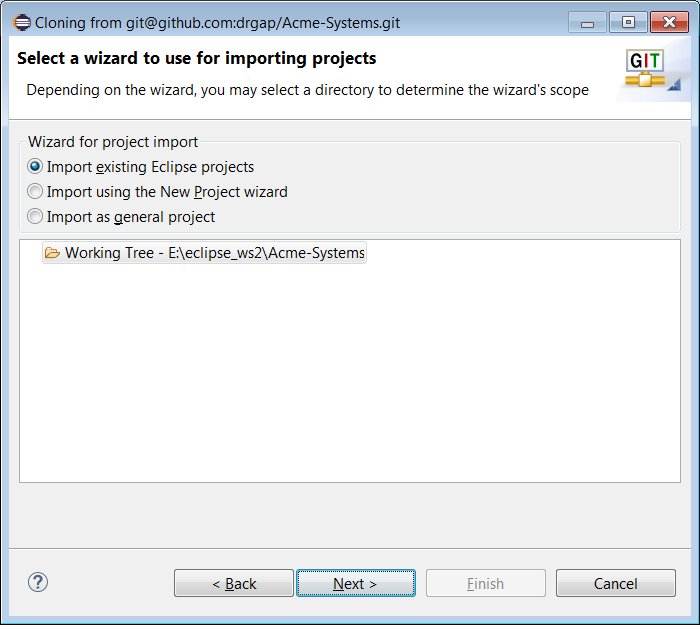 Cloning from git@github.com:drgap/Acme-Systems.git
Select a wizard to use for importing projects
Depending on the wizard, you may select a directory to determine the wizard's scope
GIT
Wizard for project import
Import existing Eclipse projects
Import using the New Project wizard
Import as general project
Working Tree - E:\eclipse_ws2\Acme-Systems
?
< Back
Next >
Finish
Cancel